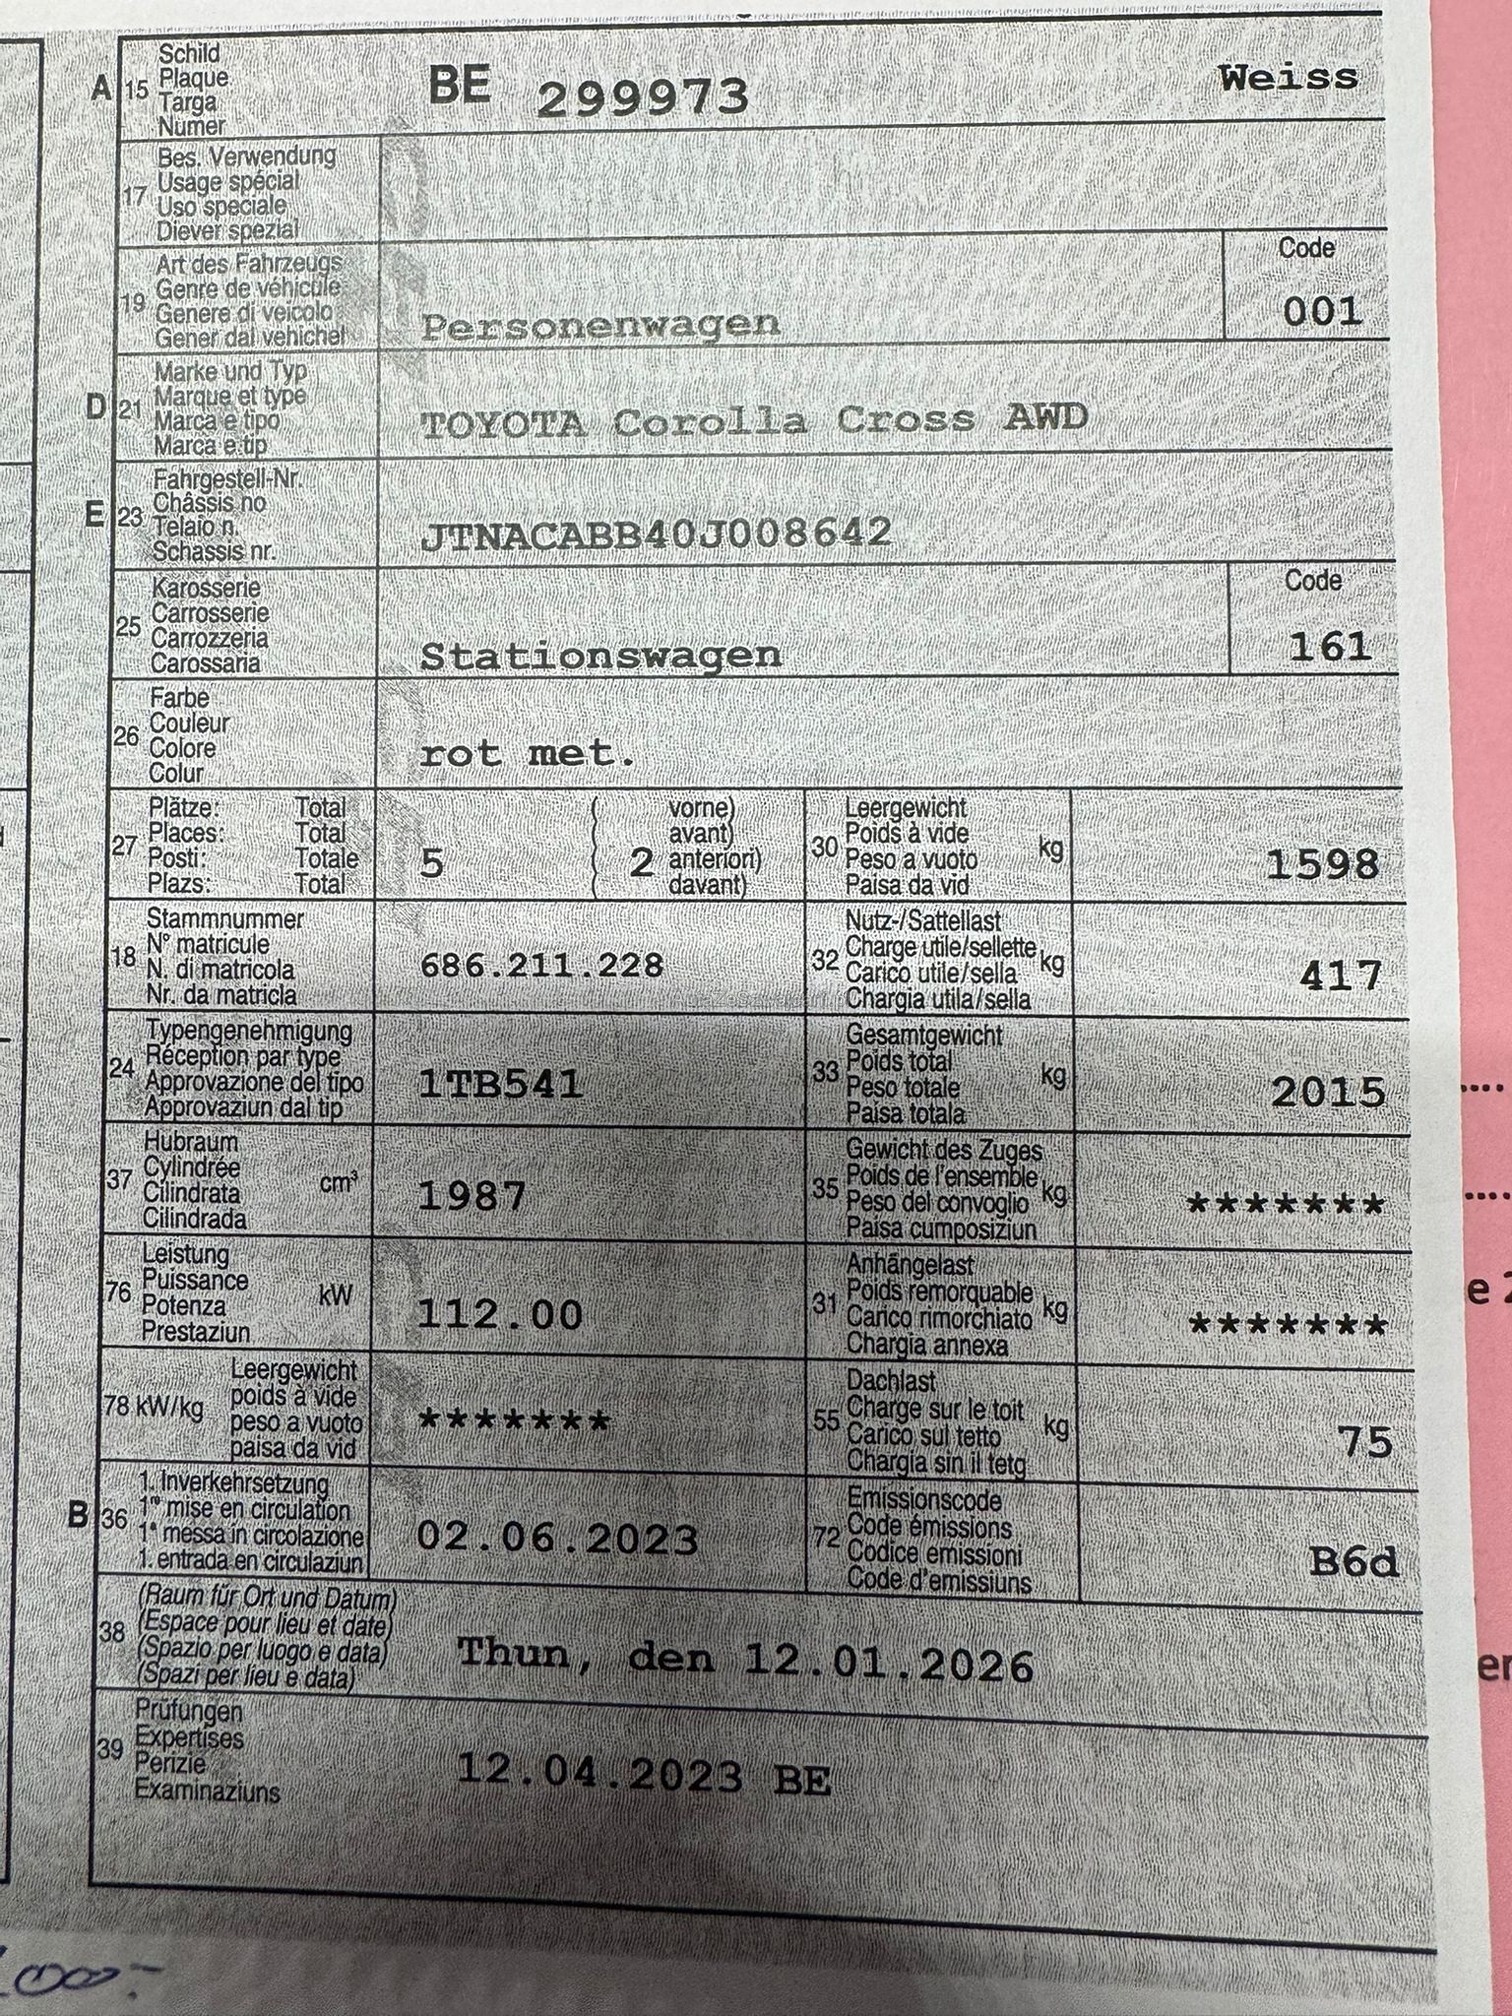 A 15 Schild
Plaque
Targa
Numer
BE 299973 Weiss
17 Bes. Verwendung
Usage spécial
Uso speciale
Diever spezial
19 Art des Fahrzeugs
Genre de véhicule
Genere di veicolo
Gener dal vehichel
Personenwagen
Code
001
D 21 Marke und Typ
Marque et type
Marca e tipo
Marca e tip
TOYOTA Corolla Cross AWD
E 23 Fahrgestell-Nr.
Châssis no
Telaio n.
Schassis nr.
JTNACABB40J008642
25 Karosserie
Carrosserie
Carrozzeria
Carossaria
Stationswagen
Code
161
26 Farbe
Couleur
Colore
Colur
rot met.
27 Plätze: Total
Places: Total
Posti: Totale
Plazs: Total
5 ( 2 vorne)
avant)
anteriori)
davant)
30 Leergewicht
Poids à vide
Peso a vuoto
Paisa da vid
kg
1598
18 Stammnummer
N° matricule
N. di matricola
Nr. da matricla
686.211.228
32 Nutz-/Sattellast
Charge utile/sellette
Carico utile/sella
Chargia utila/sella
kg
417
24 Typengenehmigung
Réception par type
Approvazione del tipo
Approvaziun dal tip
1TB541
33 Gesamtgewicht
Poids total
Peso totale
Paisa totala
kg
2015
37 Hubraum
Cylindrée
Cilindrata
Cilindrada
cm³
1987
35 Gewicht des Zuges
Poids de l'ensemble
Peso del convoglio
Paisa cumposiziun
kg
*******
76 Leistung
Puissance
Potenza
Prestaziun
kW
112.00
31 Anhängelast
Poids remorquable
Carico rimorchiato
Chargia annexa
kg
*******
78 kW/kg Leergewicht
poids à vide
peso a vuoto
paisa da vid
*******
55 Dachlast
Charge sur le toit
Carico sul tetto
Chargia sin il tetg
kg
75
B 36 1. Inverkehrsetzung
1re mise en circulation
1a messa in circolazione
1. entrada en circulaziun
02.06.2023
72 Emissionscode
Code émissions
Codice emissioni
Code d'emissiuns
B6d
38 (Raum für Ort und Datum)
(Espace pour lieu et date)
(Spazio per luogo e data)
(Spazi per lieu e data)
Thun, den 12.01.2026
39 Prüfungen
Expertises
Perizie
Examinaziuns
12.04.2023 BE